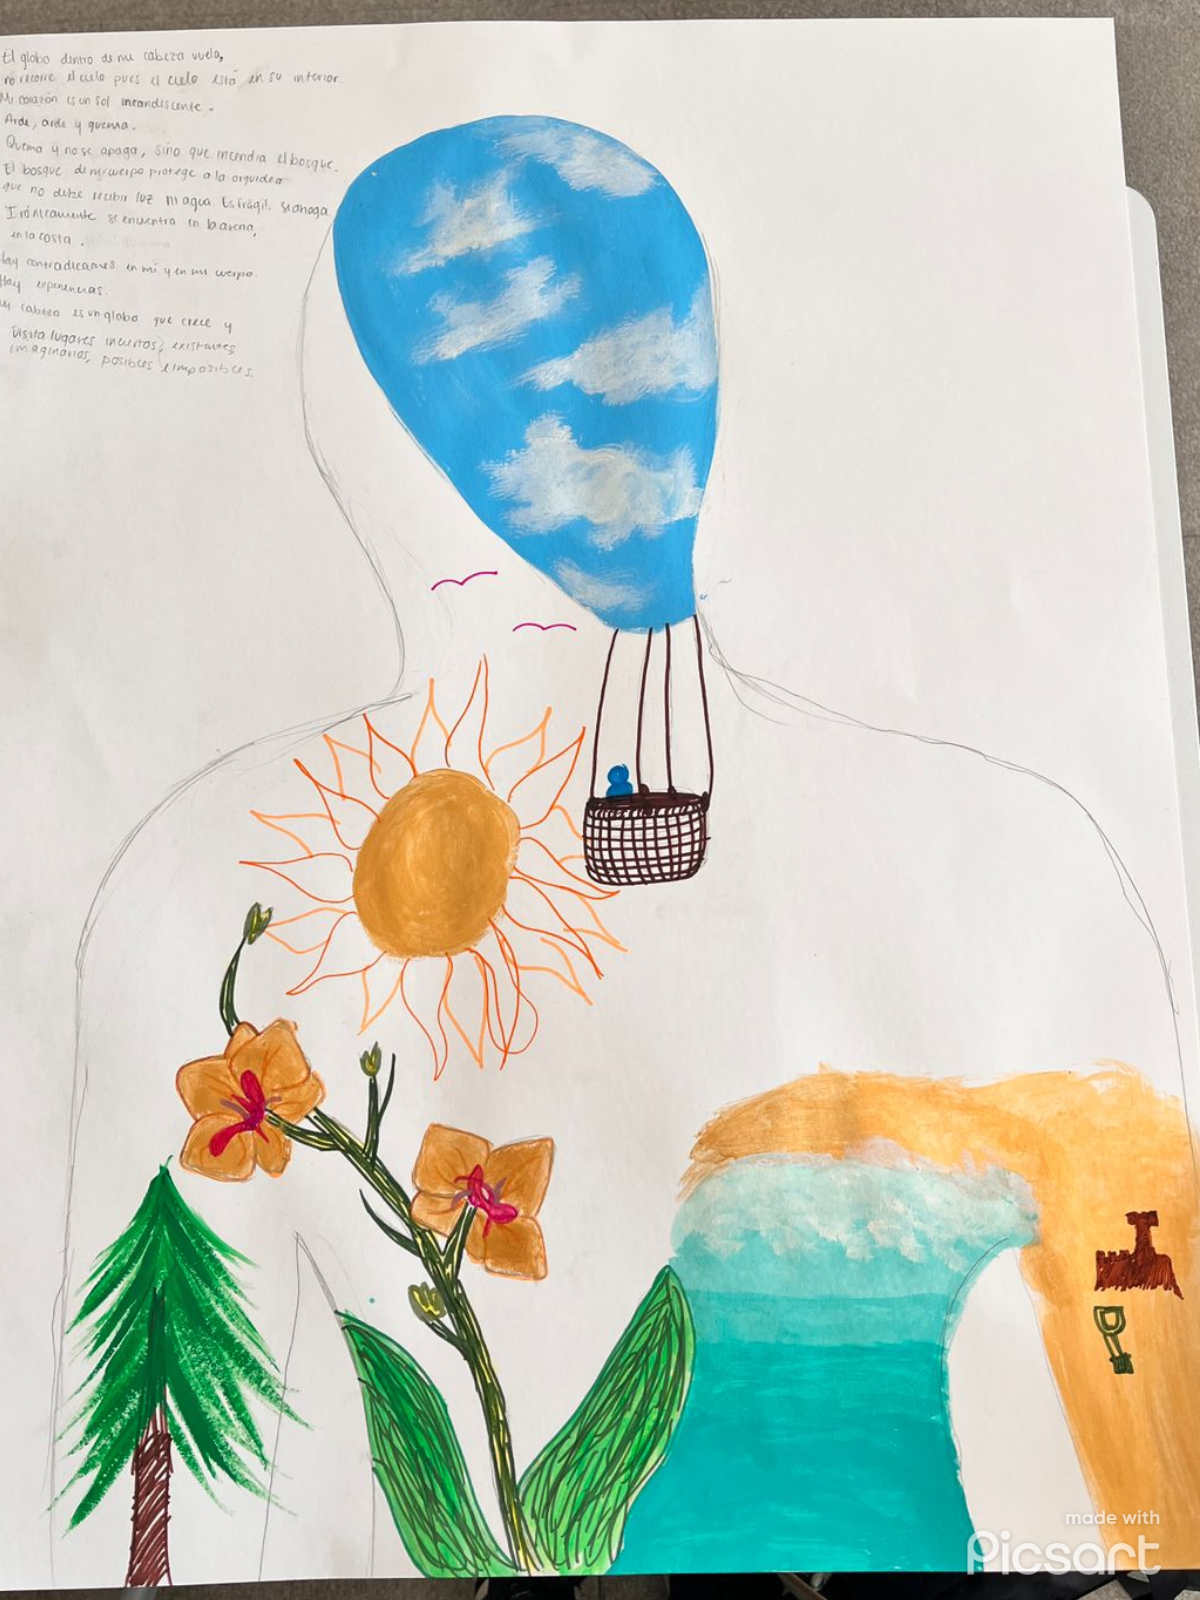 El globo dentro de mi cabeza vuela,
no recorre el cielo pues el cielo está en su interior.
Mi corazón es un sol incandescente.
Arde, arde y quema.
Quema y no se apaga, sino que incendia el bosque.
El bosque de mi cuerpo protege a la orquidea
que no debe recibir luz ni agua. Es frágil. Se ahoga.
Irónicamente se encuentra en la arena,
en la costa.
Hay contradicciones en mí y en mi cuerpo.
Hay experiencias.
Mi cabeza es un globo que crece y
visita lugares inciertos, existentes,
imaginarios, posibles e imposibles.
made with
Picsart